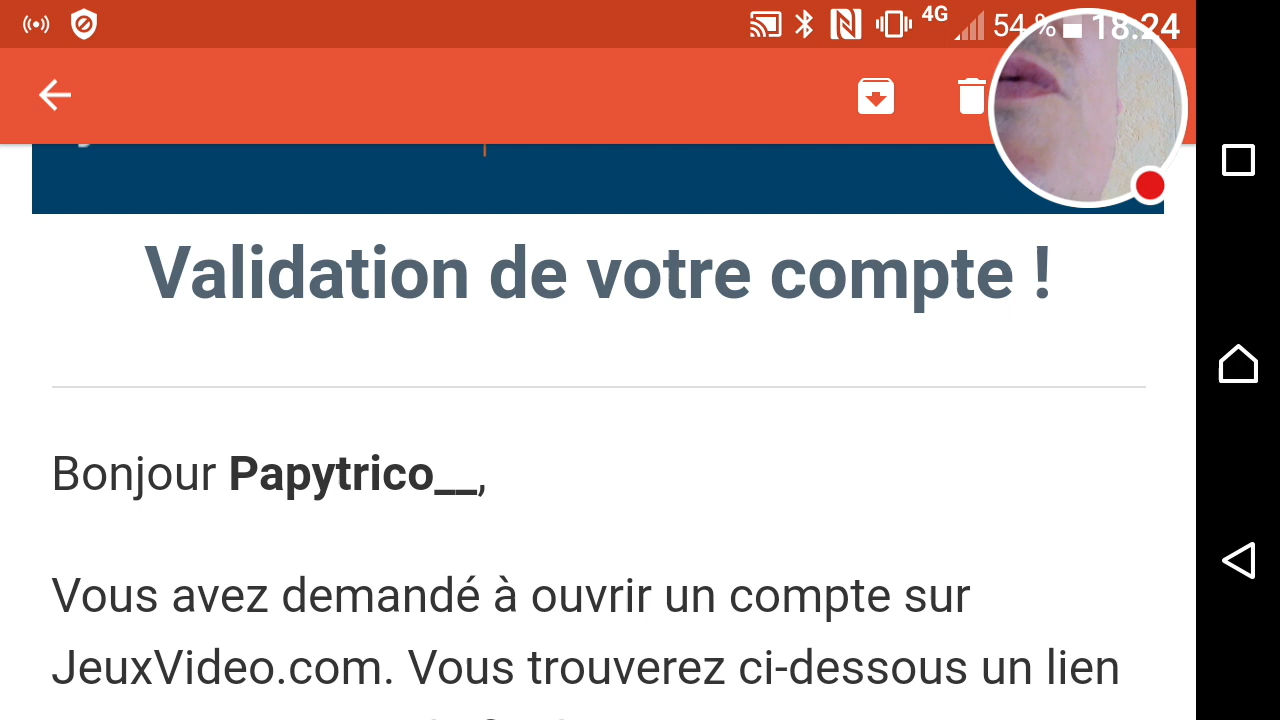 4G 54 % 18:24
Validation de votre compte !
Bonjour Papytrico__,
Vous avez demandé à ouvrir un compte sur
JeuxVideo.com. Vous trouverez ci-dessous un lien